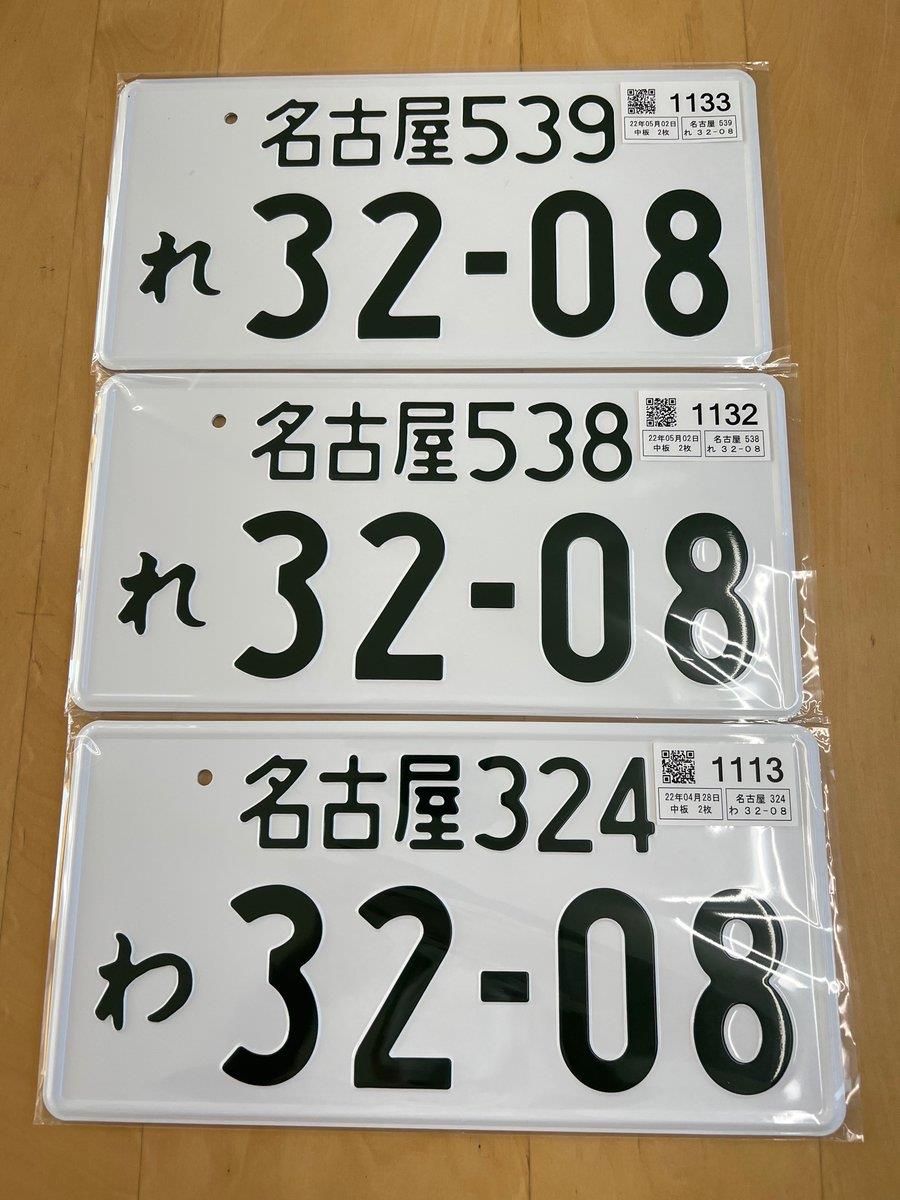 名古屋539
1133
22年05月02日
中板 2枚
名古屋 539
れ 32-08
れ 32-08
名古屋538
1132
22年05月02日
中板 2枚
名古屋 538
れ 32-08
れ 32-08
名古屋324
1113
22年04月28日
中板 2枚
名古屋 324
わ 32-08
わ 32-08